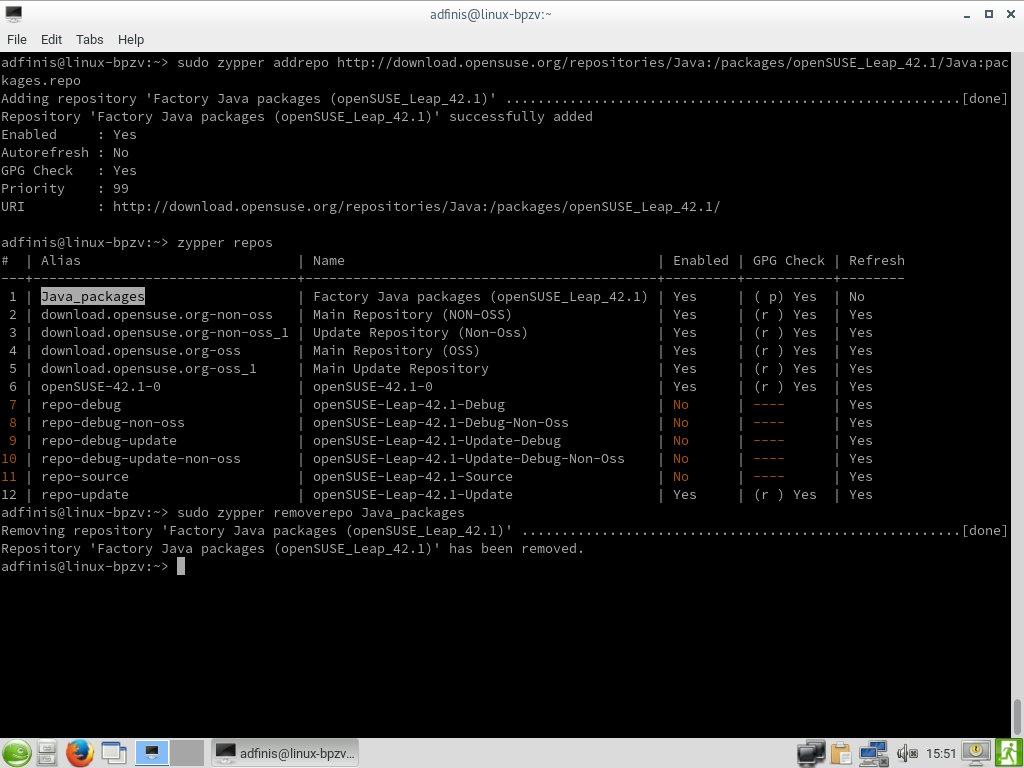 adfinis@linux-bpzv:~
File Edit Tabs Help
adfinis@linux-bpzv:~> sudo zypper addrepo http://download.opensuse.org/repositories/Java:/packages/openSUSE_Leap_42.1/Java:pac
kages.repo
Adding repository 'Factory Java packages (openSUSE_Leap_42.1)' .........................................................[done]
Repository 'Factory Java packages (openSUSE_Leap_42.1)' successfully added
Enabled     : Yes
Autorefresh : No
GPG Check   : Yes
Priority    : 99
URI         : http://download.opensuse.org/repositories/Java:/packages/openSUSE_Leap_42.1/
adfinis@linux-bpzv:~> zypper repos
#  | Alias                           | Name                                       | Enabled | GPG Check | Refresh
---+---------------------------------+--------------------------------------------+---------+-----------+--------
 1 | Java_packages                   | Factory Java packages (openSUSE_Leap_42.1) | Yes     | ( p) Yes  | No
 2 | download.opensuse.org-non-oss   | Main Repository (NON-OSS)                  | Yes     | (r ) Yes  | Yes
 3 | download.opensuse.org-non-oss_1 | Update Repository (Non-Oss)                | Yes     | (r ) Yes  | Yes
 4 | download.opensuse.org-oss       | Main Repository (OSS)                      | Yes     | (r ) Yes  | Yes
 5 | download.opensuse.org-oss_1     | Main Update Repository                     | Yes     | (r ) Yes  | Yes
 6 | openSUSE-42.1-0                 | openSUSE-42.1-0                            | Yes     | (r ) Yes  | Yes
 7 | repo-debug                      | openSUSE-Leap-42.1-Debug                   | No      | ----      | Yes
 8 | repo-debug-non-oss              | openSUSE-Leap-42.1-Debug-Non-Oss           | No      | ----      | Yes
 9 | repo-debug-update               | openSUSE-Leap-42.1-Update-Debug            | No      | ----      | Yes
10 | repo-debug-update-non-oss       | openSUSE-Leap-42.1-Update-Debug-Non-Oss    | No      | ----      | Yes
11 | repo-source                     | openSUSE-Leap-42.1-Source                  | No      | ----      | Yes
12 | repo-update                     | openSUSE-Leap-42.1-Update                  | Yes     | (r ) Yes  | Yes
adfinis@linux-bpzv:~> sudo zypper removerepo Java_packages
Removing repository 'Factory Java packages (openSUSE_Leap_42.1)' .......................................................[done]
Repository 'Factory Java packages (openSUSE_Leap_42.1)' has been removed.
adfinis@linux-bpzv:~>
adfinis@linux-bpzv... 15:51